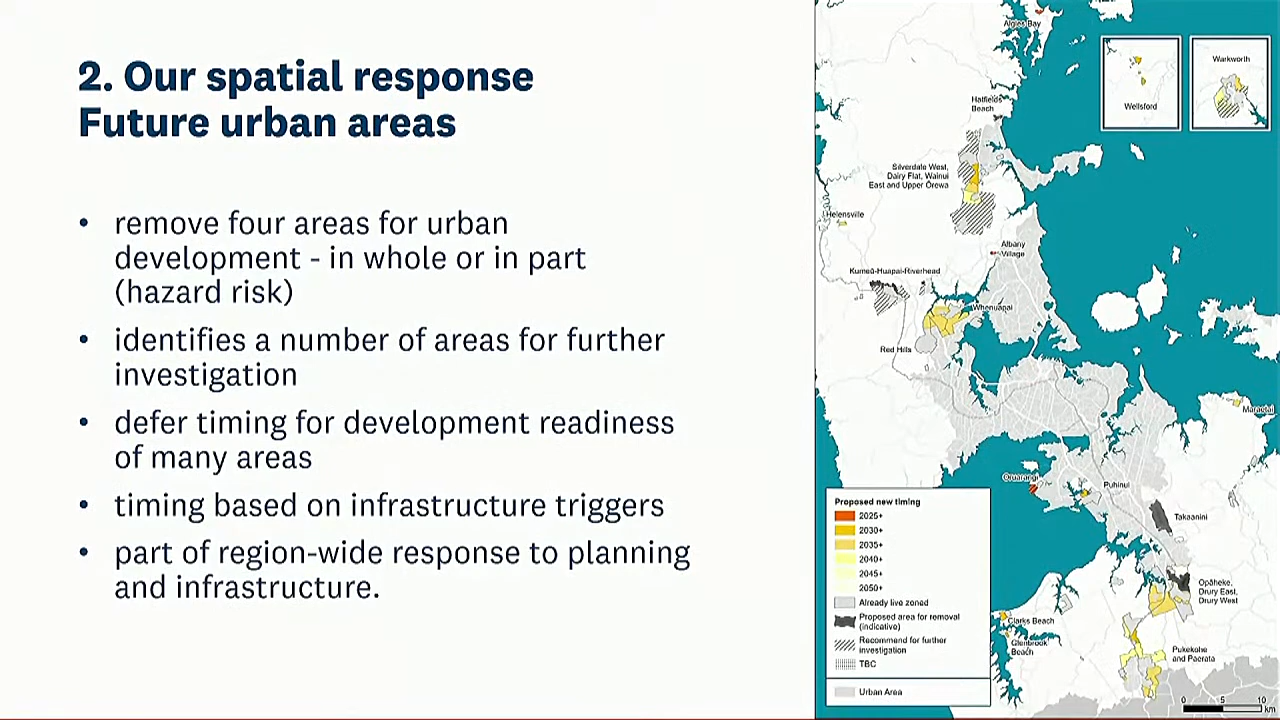 2. Our spatial response
Future urban areas
• remove four areas for urban
development - in whole or in part
(hazard risk)
• identifies a number of areas for further
investigation
• defer timing for development readiness
of many areas
• timing based on infrastructure triggers
• part of region-wide response to planning
and infrastructure.
Algies Bay
Wellsford
Warkworth
Hatfields
Beach
Silverdale West,
Dairy Flat, Wainui
East and Upper Ōrewa
Helensville
Albany
Village
Kumeū-Huapai-Riverhead
Whenuapai
Red Hills
Maraetai
Oruarangi
Puhinui
Takaanini
Opāheke,
Drury East,
Drury West
Clarks Beach
Glenbrook
Beach
Pukekohe
and Paerata
Proposed new timing
2025+
2030+
2035+
2040+
2045+
2050+
Already live zoned
Proposed area for removal
(indicative)
Recommend for further
investigation
TBC
Urban Area
0 5 10
km